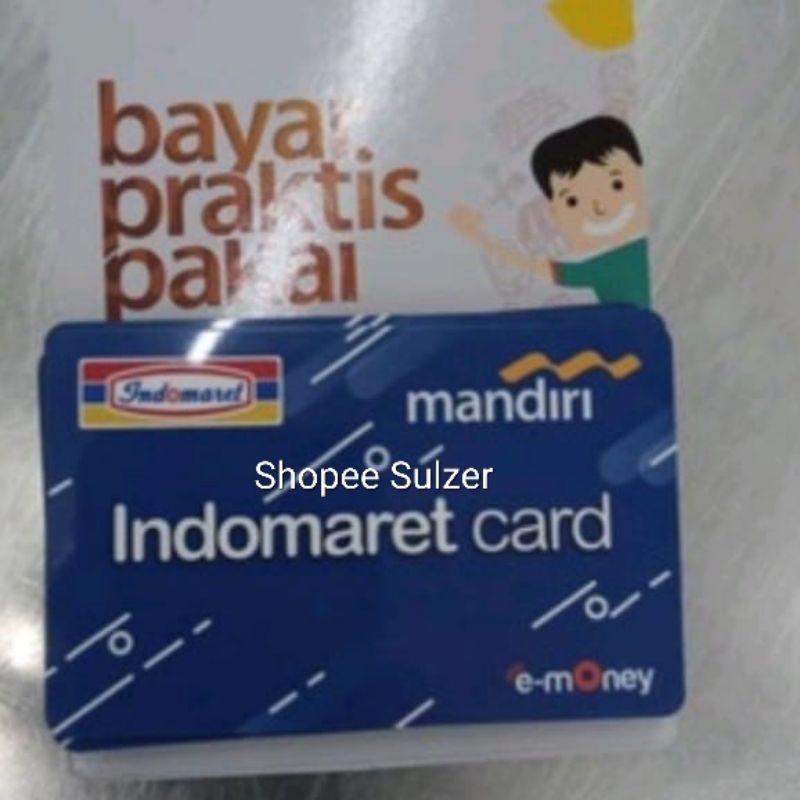 bayar
praktis
pakai
Indomaret
mandiri
Shopee Sulzer
Indomaret card
e-money